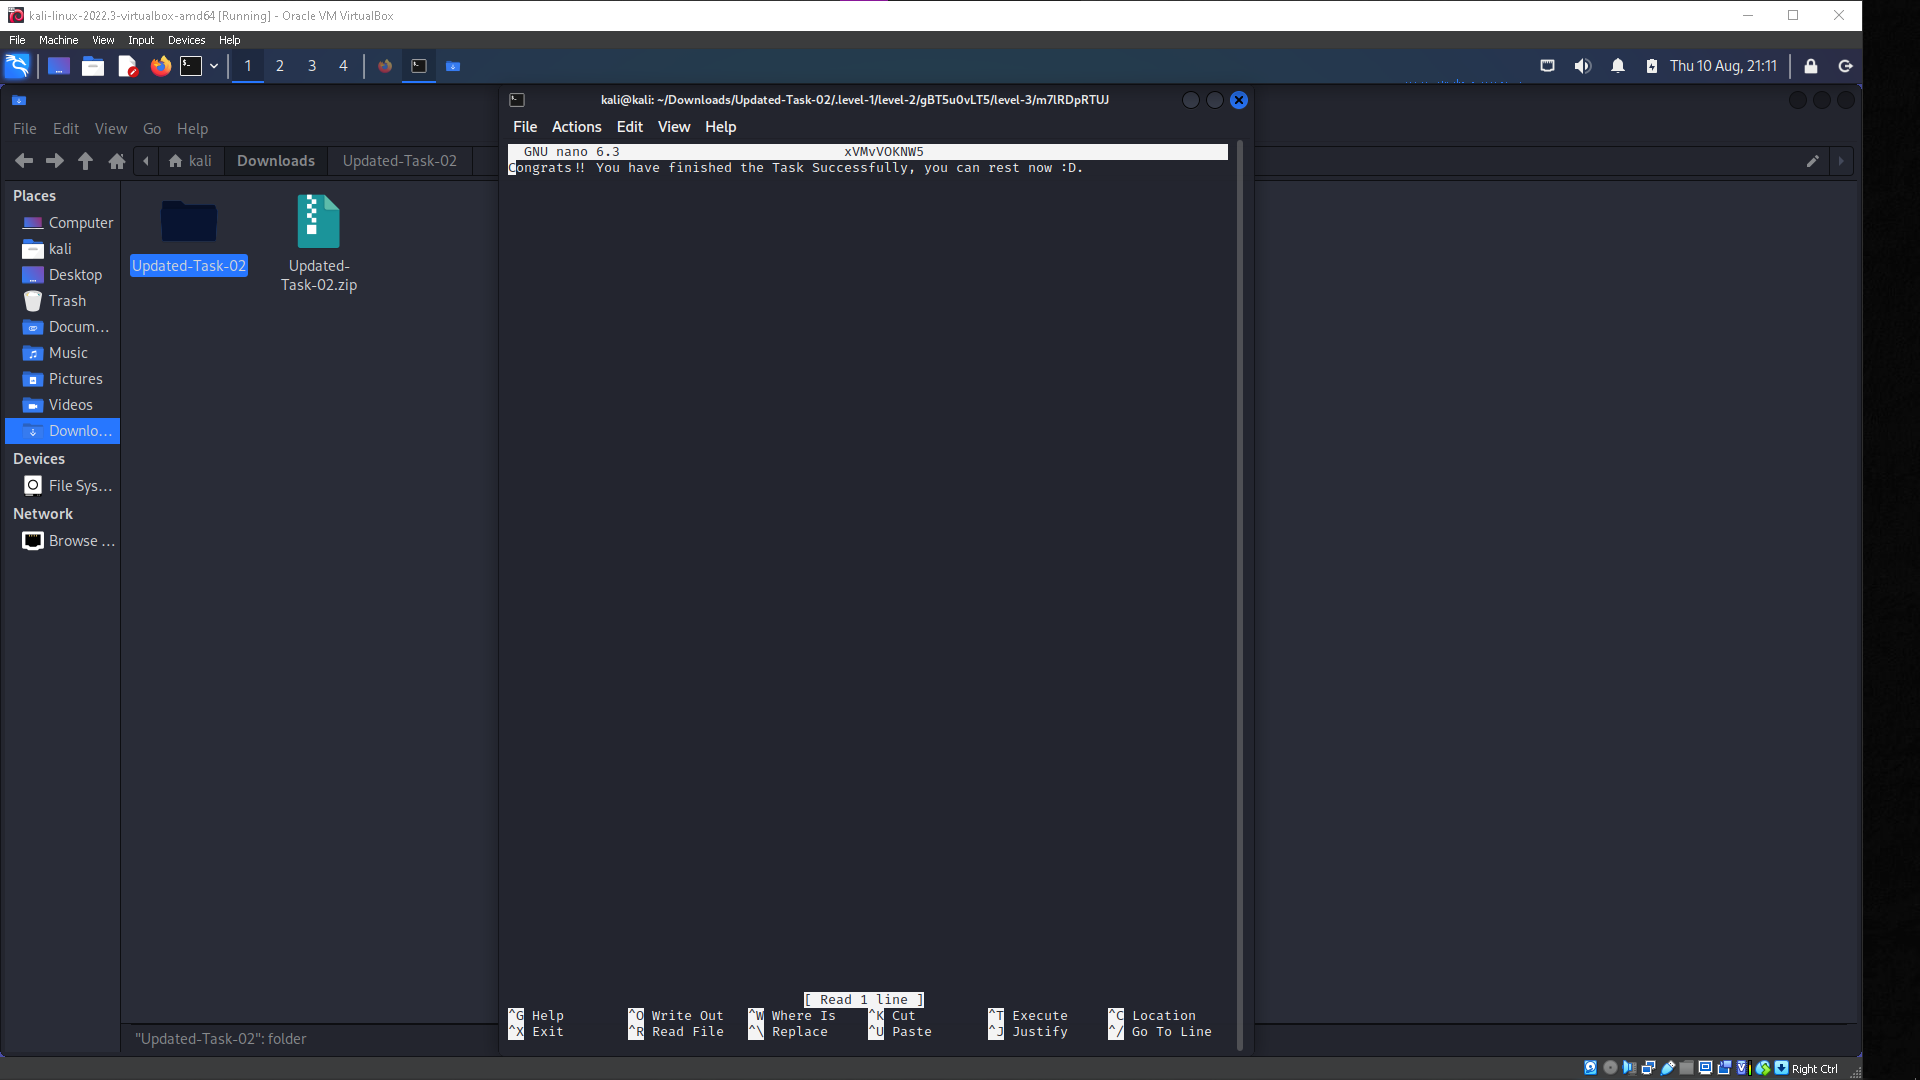 kali-linux-2022.3-virtualbox-amd64 [Running] - Oracle VM VirtualBox
File Machine View Input Devices Help
1 2 3 4
Thu 10 Aug, 21:11
File Edit View Go Help
kali Downloads Updated-Task-02
Places
Computer
kali
Desktop
Trash
Docum...
Music
Pictures
Videos
Downlo...
Devices
File Sys...
Network
Browse ...
Updated-Task-02
Updated-
Task-02.zip
"Updated-Task-02": folder
kali@kali: ~/Downloads/Updated-Task-02/.level-1/level-2/gBT5u0vLT5/level-3/m7lRDpRTUJ
File Actions Edit View Help
GNU nano 6.3 xVMvVOKNW5
Congrats!! You have finished the Task Successfully, you can rest now :D.
[ Read 1 line ]
^G Help ^O Write Out ^W Where Is ^K Cut ^T Execute ^C Location
^X Exit ^R Read File ^\ Replace ^U Paste ^J Justify ^/ Go To Line
Right Ctrl